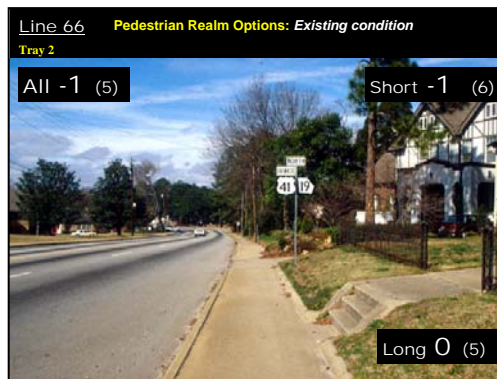 Line 66 Pedestrian Realm Options: Existing condition
Tray 2
All -1 (5)
Short -1 (6)
NORTH
41 19
Long 0 (5)